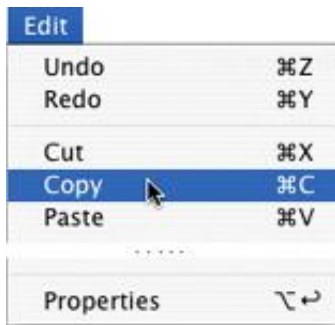 Edit
Undo ⌘Z
Redo ⌘Y
Cut ⌘X
Copy ⌘C
Paste ⌘V
.....
Properties ⌥↩